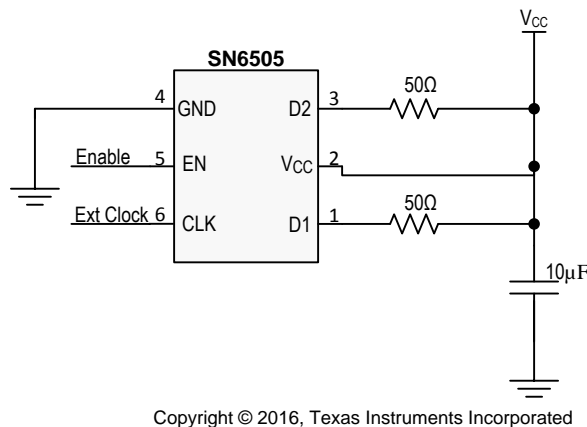 VCC
SN6505
50Ω
4 GND D2 3
Enable 5 EN VCC 2
50Ω
Ext Clock 6 CLK D1 1
10μF
Copyright © 2016, Texas Instruments Incorporated